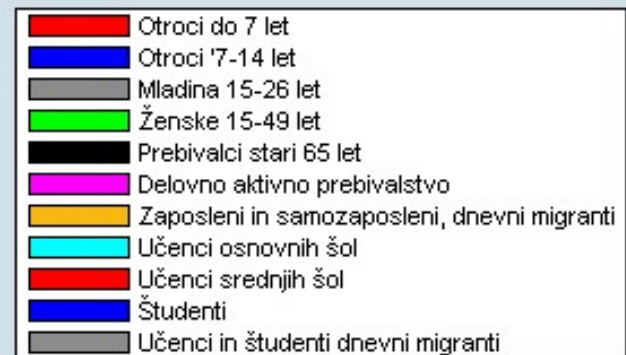 Otroci do 7 let
Otroci '7-14 let
Mladina 15-26 let
Ženske 15-49 let
Prebivalci stari 65 let
Delovno aktivno prebivalstvo
Zaposleni in samozaposleni, dnevni migranti
Učenci osnovnih šol
Učenci srednjih šol
Študenti
Učenci in študenti dnevni migranti